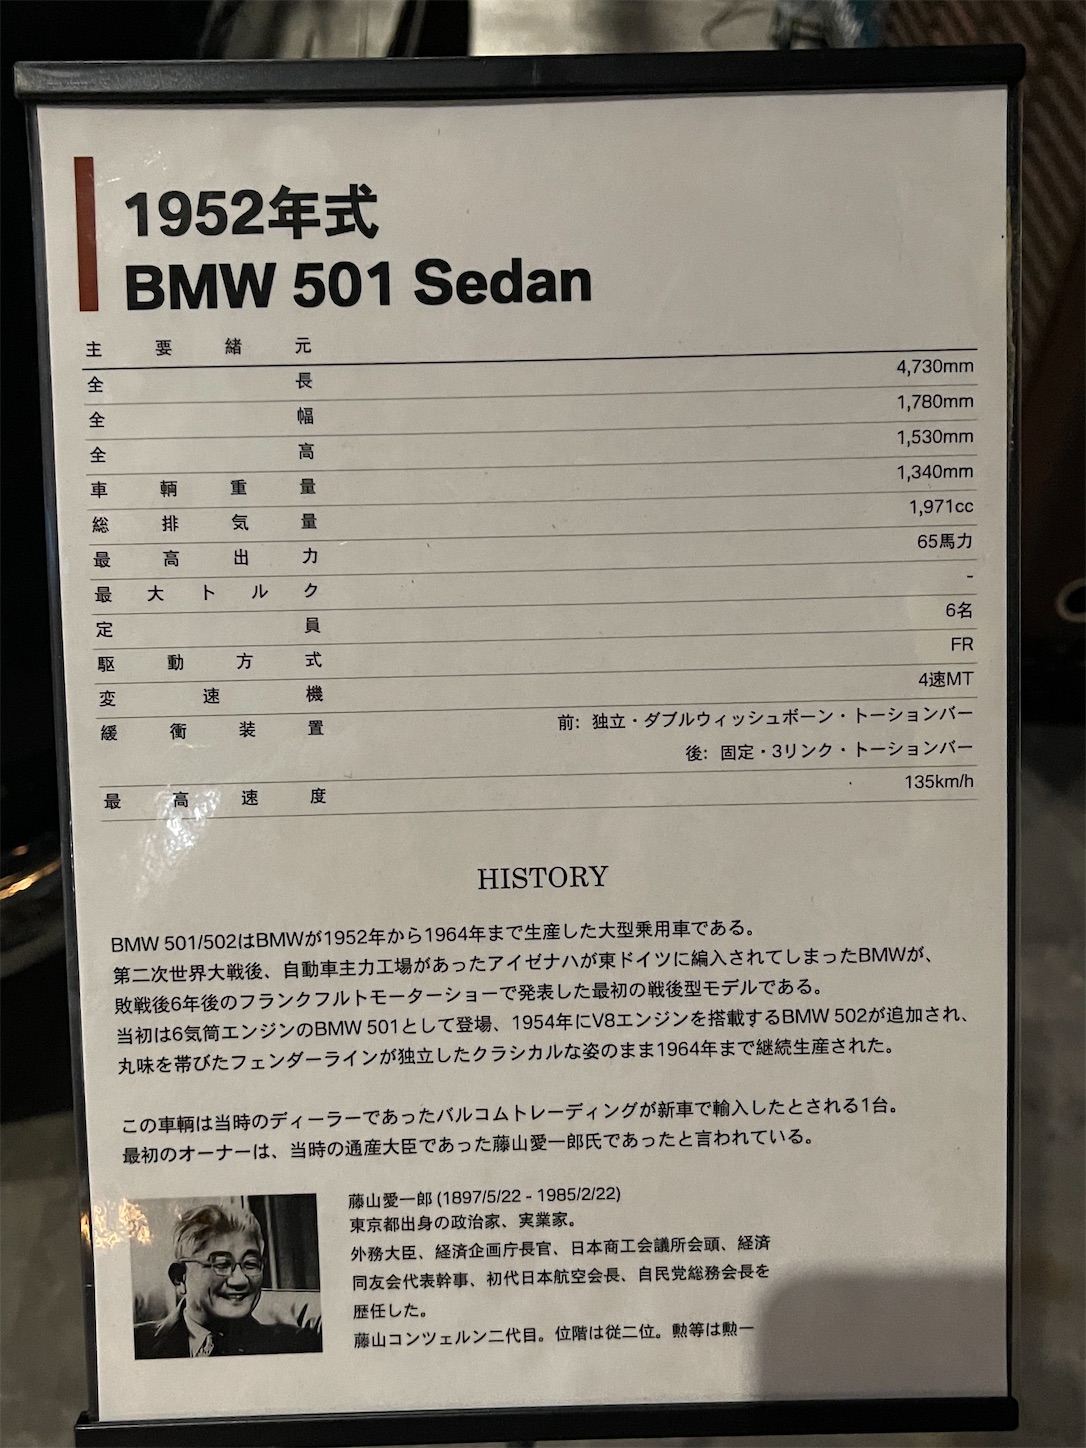 1952年式
BMW 501 Sedan
主要緒元
全長 4,730mm
全幅 1,780mm
全高 1,530mm
車輌重量 1,340mm
総排気量 1,971cc
最高出力 65馬力
最大トルク -
定員 6名
駆動方式 FR
変速機 4速MT
緩衝装置 前: 独立・ダブルウィッシュボーン・トーションバー
後: 固定・3リンク・トーションバー
最高速度 135km/h
HISTORY
BMW 501/502はBMWが1952年から1964年まで生産した大型乗用車である。
第二次世界大戦後、自動車主力工場があったアイゼナハが東ドイツに編入されてしまったBMWが、
敗戦後6年後のフランクフルトモーターショーで発表した最初の戦後型モデルである。
当初は6気筒エンジンのBMW 501として登場、1954年にV8エンジンを搭載するBMW 502が追加され、
丸味を帯びたフェンダーラインが独立したクラシカルな姿のまま1964年まで継続生産された。
この車輌は当時のディーラーであったバルコムトレーディングが新車で輸入したとされる1台。
最初のオーナーは、当時の通産大臣であった藤山愛一郎氏であったと言われている。
藤山愛一郎 (1897/5/22 - 1985/2/22)
東京都出身の政治家、実業家。
外務大臣、経済企画庁長官、日本商工会議所会頭、経済
同友会代表幹事、初代日本航空会長、自民党総務会長を
歴任した。
藤山コンツェルン二代目。位階は従二位。勲等は勲一